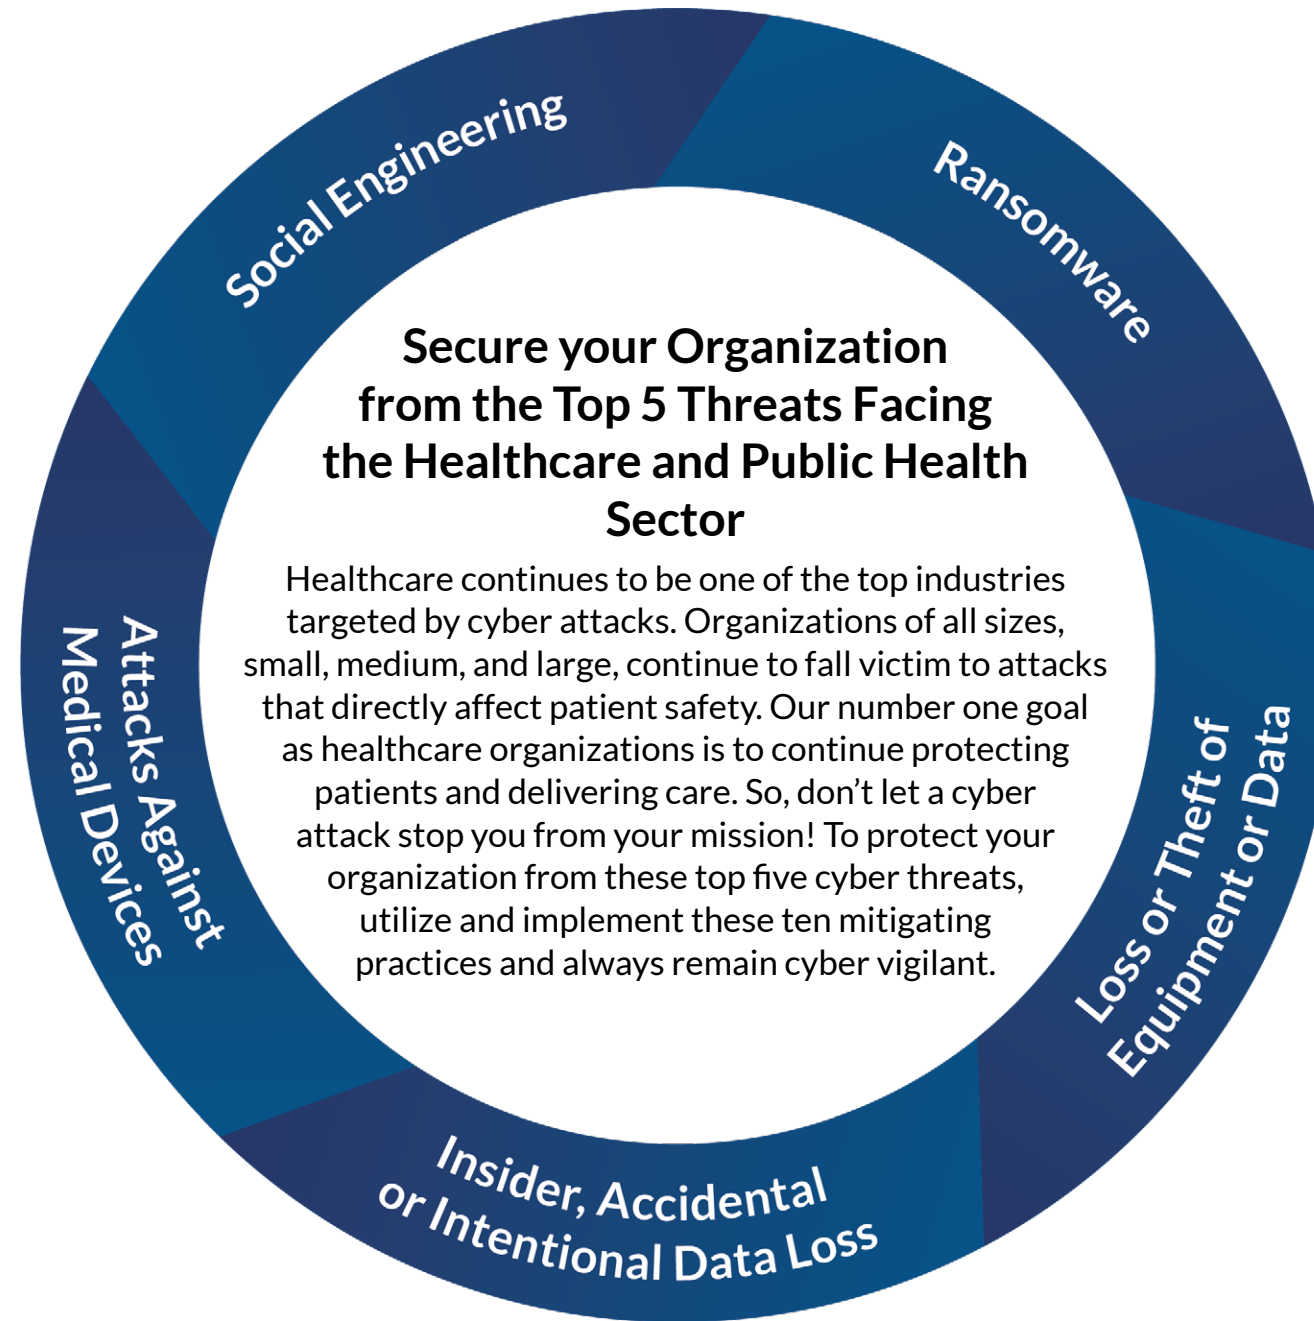 Social Engineering
Ransomware
Secure your Organization
from the Top 5 Threats Facing
the Healthcare and Public Health
Sector
Healthcare continues to be one of the top industries
targeted by cyber attacks. Organizations of all sizes,
small, medium, and large, continue to fall victim to attacks
that directly affect patient safety. Our number one goal
as healthcare organizations is to continue protecting
patients and delivering care. So, don’t let a cyber
attack stop you from your mission! To protect your
organization from these top five cyber threats,
utilize and implement these ten mitigating
practices and always remain cyber vigilant.
Loss or Theft of
Equipment or Data
Insider, Accidental
or Intentional Data Loss
Attacks Against
Medical Devices